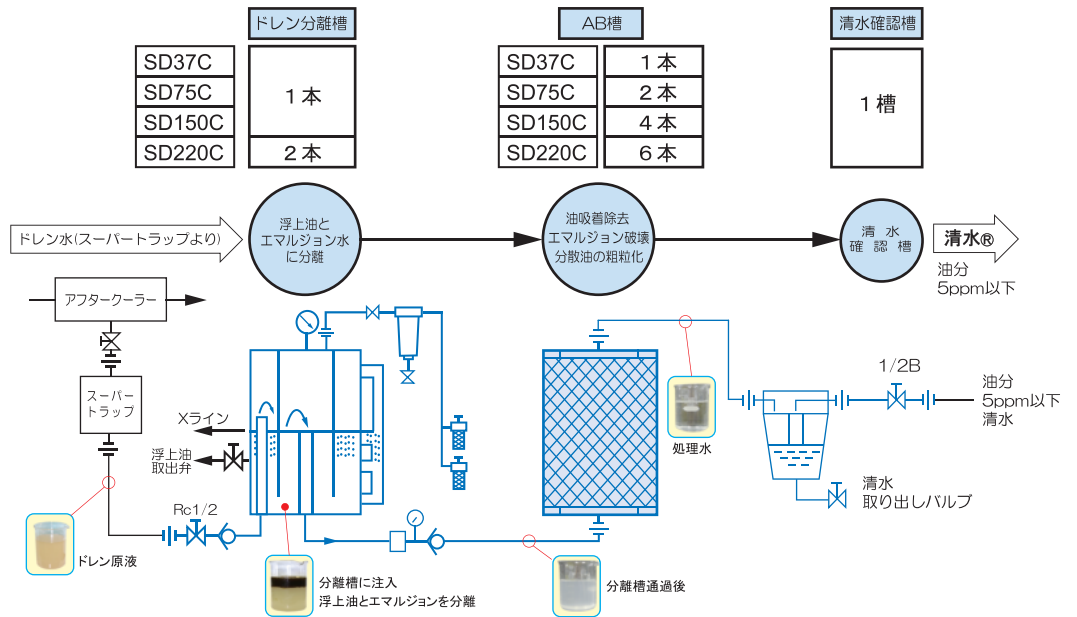 ドレン分離槽
AB槽
清水確認槽
SD37C
SD75C
SD150C
SD220C
1本
2本
SD37C
SD75C
SD150C
SD220C
1本
2本
4本
6本
1槽
ドレン水(スーパートラップより)
浮上油と
エマルジョン水
に分離
油吸着除去
エマルジョン破壊
分散油の粗粒化
清水
確認槽
清水®
油分
5ppm以下
アフタークーラー
スーパー
トラップ
Xライン
浮上油
取出弁
Rc1/2
ドレン原液
分離槽に注入
浮上油とエマルジョンを分離
分離槽通過後
処理水
1/2B
油分
5ppm以下
清水
清水
取り出しバルブ